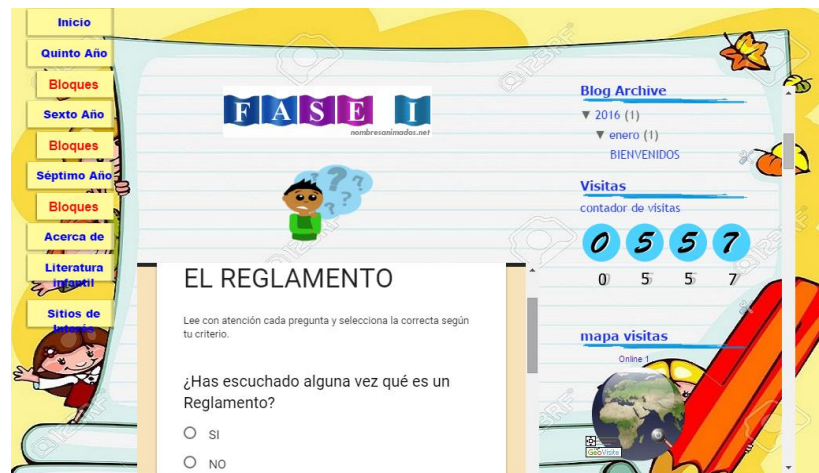 Inicio
Quinto Año
Bloques
Sexto Año
Bloques
Séptimo Año
Bloques
Acerca de
Literatura
infantil
Sitios de
Interés
FASE I
nombresanimados.net
EL REGLAMENTO
Lee con atención cada pregunta y selecciona la correcta según
tu criterio.
¿Has escuchado alguna vez qué es un
Reglamento?
SI
NO
Blog Archive
▼ 2016 (1)
▼ enero (1)
BIENVENIDOS
Visitas
contador de visitas
0 5 5 7
0 5 5 7
mapa visitas
Online 1
GeoVisite
123RF